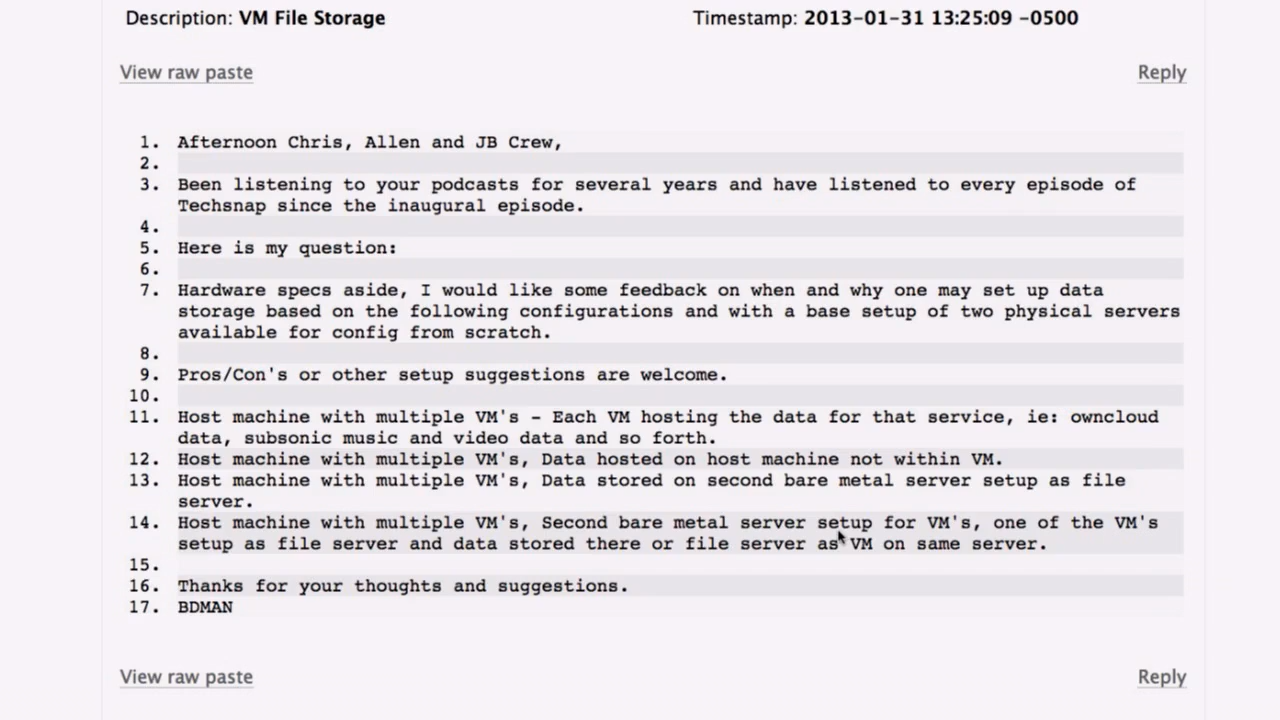 Description: VM File Storage Timestamp: 2013-01-31 13:25:09 -0500
View raw paste Reply
1. Afternoon Chris, Allen and JB Crew,
2.
3. Been listening to your podcasts for several years and have listened to every episode of
Techsnap since the inaugural episode.
4.
5. Here is my question:
6.
7. Hardware specs aside, I would like some feedback on when and why one may set up data
storage based on the following configurations and with a base setup of two physical servers
available for config from scratch.
8.
9. Pros/Con's or other setup suggestions are welcome.
10.
11. Host machine with multiple VM's - Each VM hosting the data for that service, ie: owncloud
data, subsonic music and video data and so forth.
12. Host machine with multiple VM's, Data hosted on host machine not within VM.
13. Host machine with multiple VM's, Data stored on second bare metal server setup as file
server.
14. Host machine with multiple VM's, Second bare metal server setup for VM's, one of the VM's
setup as file server and data stored there or file server as VM on same server.
15.
16. Thanks for your thoughts and suggestions.
17. BDMAN
View raw paste Reply